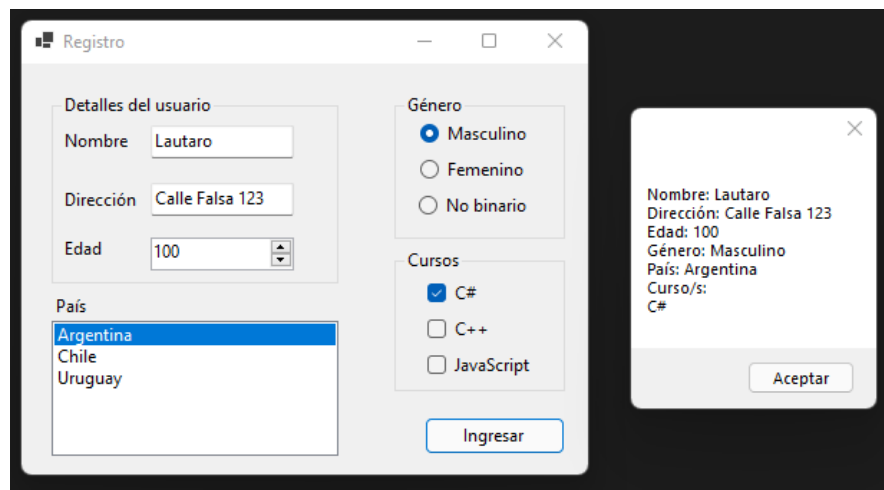 Registro
Detalles del usuario
Nombre Lautaro
Dirección Calle Falsa 123
Edad 100
País
Argentina
Chile
Uruguay
Género
Masculino
Femenino
No binario
Cursos
C#
C++
JavaScript
Ingresar
Nombre: Lautaro
Dirección: Calle Falsa 123
Edad: 100
Género: Masculino
País: Argentina
Curso/s:
C#
Aceptar